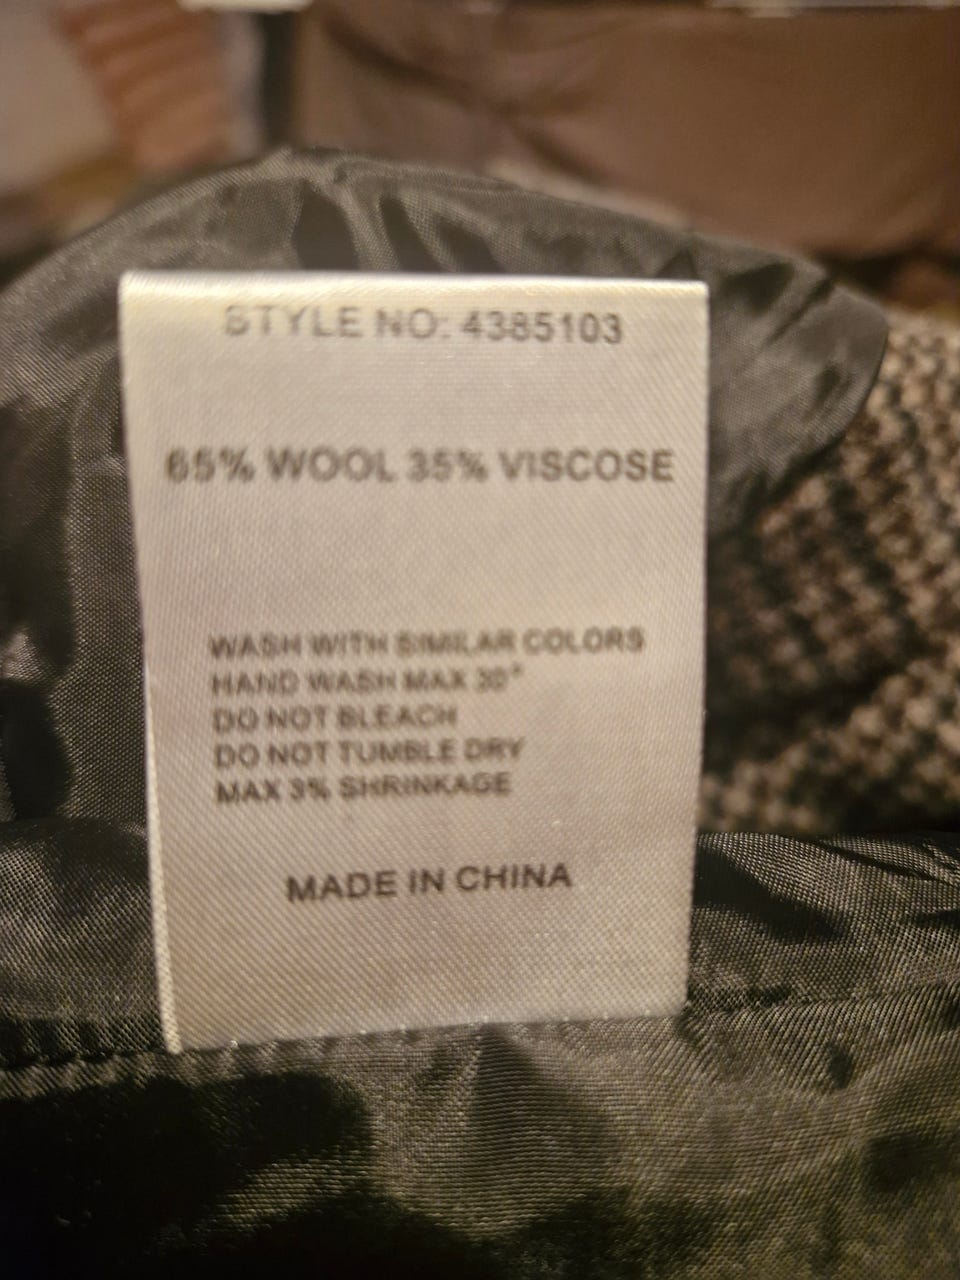 STYLE NO: 4385103
65% WOOL 35% VISCOSE
WASH WITH SIMILAR COLORS
HAND WASH MAX 30°
DO NOT BLEACH
DO NOT TUMBLE DRY
MAX 3% SHRINKAGE
MADE IN CHINA